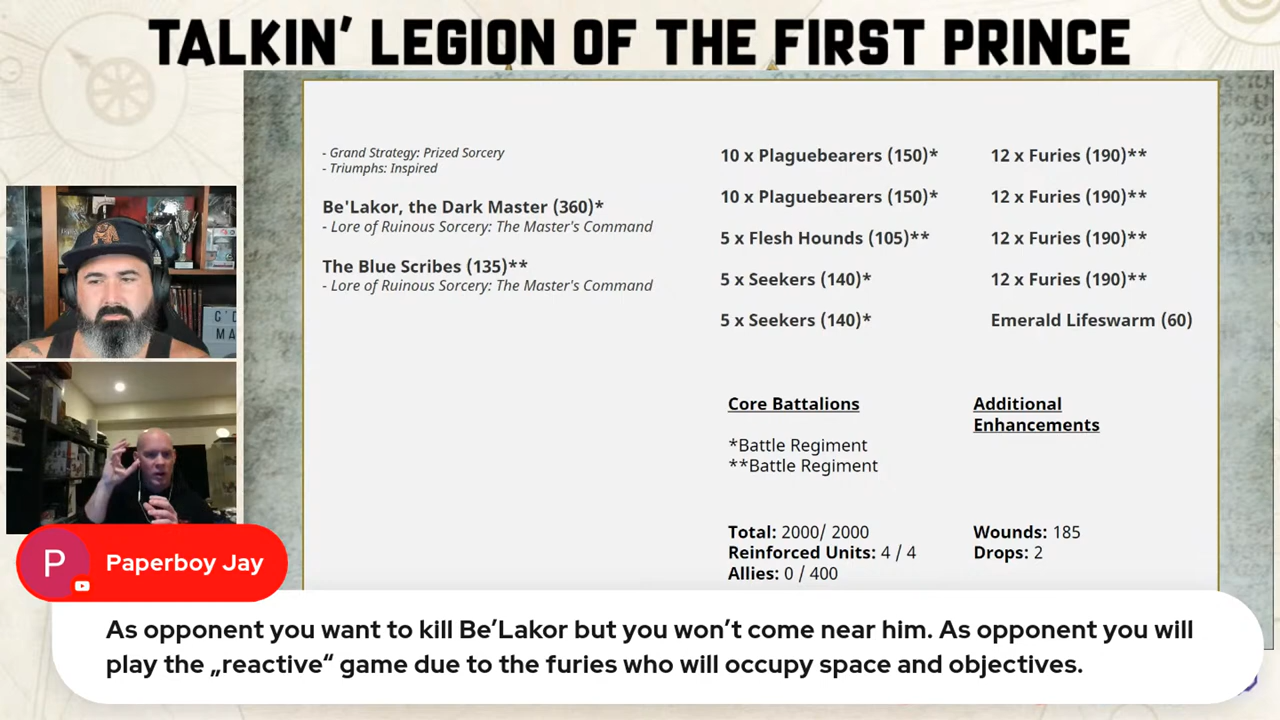 TALKIN' LEGION OF THE FIRST PRINCE
- Grand Strategy: Prized Sorcery
- Triumphs: Inspired
Be'Lakor, the Dark Master (360)*
- Lore of Ruinous Sorcery: The Master's Command
The Blue Scribes (135)**
- Lore of Ruinous Sorcery: The Master's Command
10 x Plaguebearers (150)*
10 x Plaguebearers (150)*
5 x Flesh Hounds (105)**
5 x Seekers (140)*
5 x Seekers (140)*
12 x Furies (190)**
12 x Furies (190)**
12 x Furies (190)**
12 x Furies (190)**
Emerald Lifeswarm (60)
Core Battalions
*Battle Regiment
**Battle Regiment
Additional
Enhancements
Total: 2000/ 2000
Reinforced Units: 4 / 4
Allies: 0 / 400
Wounds: 185
Drops: 2
P
Paperboy Jay
As opponent you want to kill Be’Lakor but you won’t come near him. As opponent you will
play the „reactive“ game due to the furies who will occupy space and objectives.